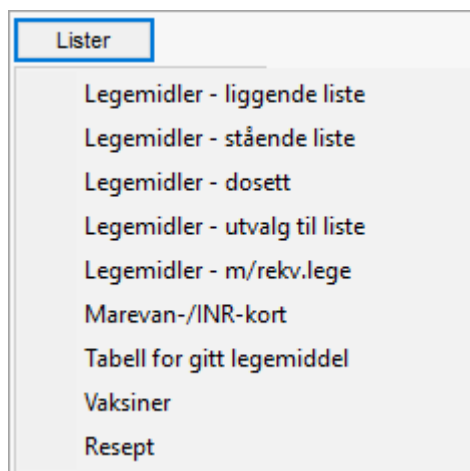 Lister
Legemidler - liggende liste
Legemidler - stående liste
Legemidler - dosett
Legemidler - utvalg til liste
Legemidler - m/rekv.lege
Marevan-/INR-kort
Tabell for gitt legemiddel
Vaksiner
Resept